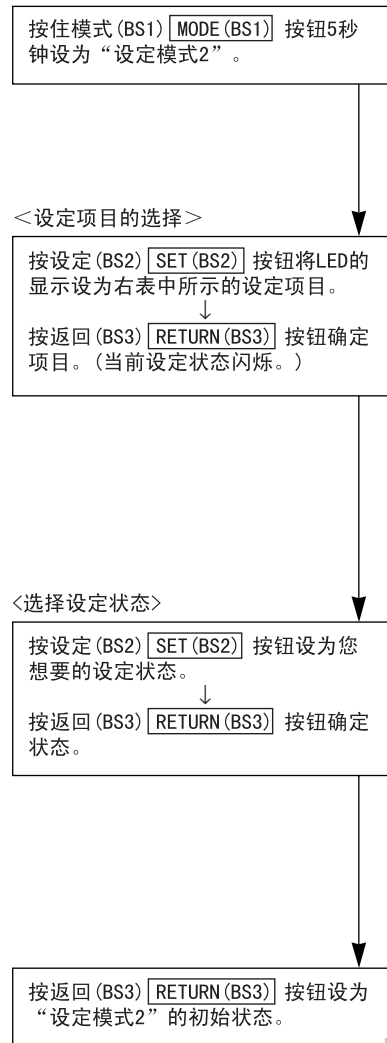 按住模式(BS1) MODE(BS1) 按钮5秒
钟设为“设定模式2”。
＜设定项目的选择＞
按设定(BS2) SET(BS2) 按钮将LED的
显示设为右表中所示的设定项目。
↓
按返回(BS3) RETURN(BS3) 按钮确定
项目。(当前设定状态闪烁。)
<选择设定状态>
按设定(BS2) SET(BS2) 按钮设为您
想要的设定状态。
↓
按返回(BS3) RETURN(BS3) 按钮确定
状态。
按返回(BS3) RETURN(BS3) 按钮设为
“设定模式2”的初始状态。